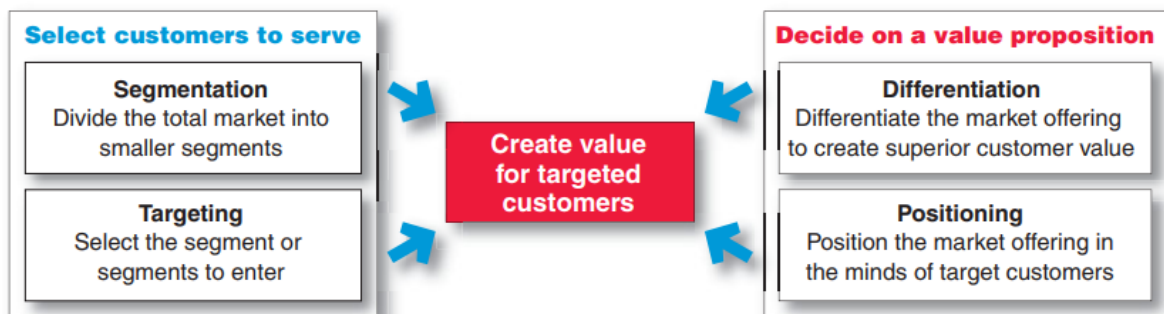 Select customers to serve
Segmentation
Divide the total market into
smaller segments
Targeting
Select the segment or
segments to enter
Create value
for targeted
customers
Decide on a value proposition
Differentiation
Differentiate the market offering
to create superior customer value
Positioning
Position the market offering in
the minds of target customers